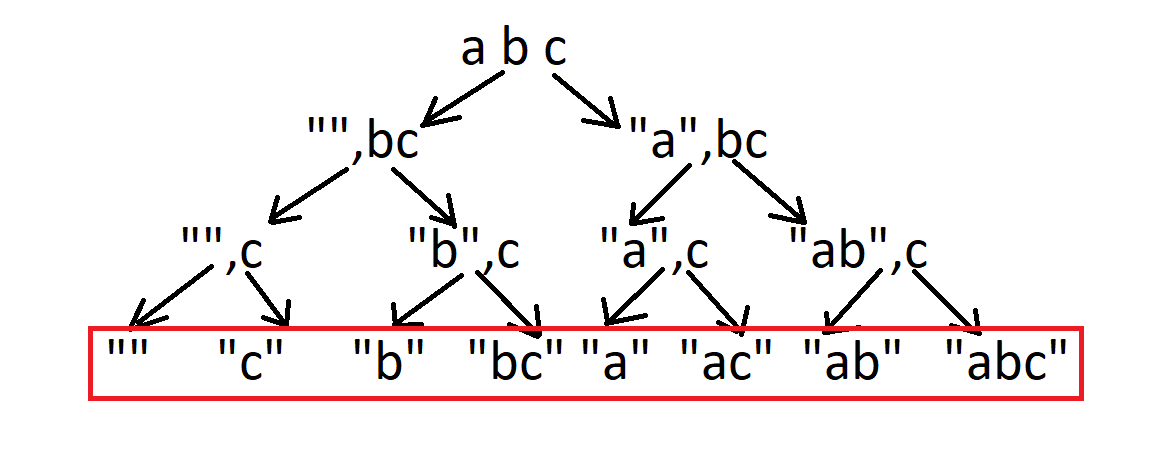 a b c
"",bc "a",bc
"",c "b",c "a",c "ab",c
"" "c" "b" "bc" "a" "ac" "ab" "abc"